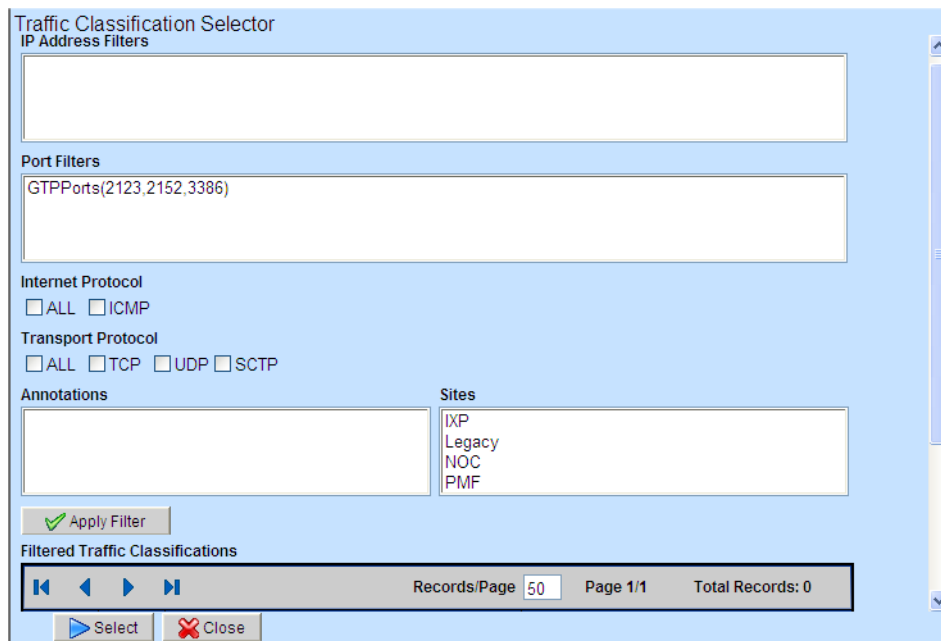 Traffic Classification Selector
IP Address Filters
Port Filters
GTPPorts(2123,2152,3386)
Internet Protocol
ALL ICMP
Transport Protocol
ALL TCP UDP SCTP
Annotations Sites
IXP
Legacy
NOC
PMF
Apply Filter
Filtered Traffic Classifications
Records/Page 50 Page 1/1 Total Records: 0
Select Close